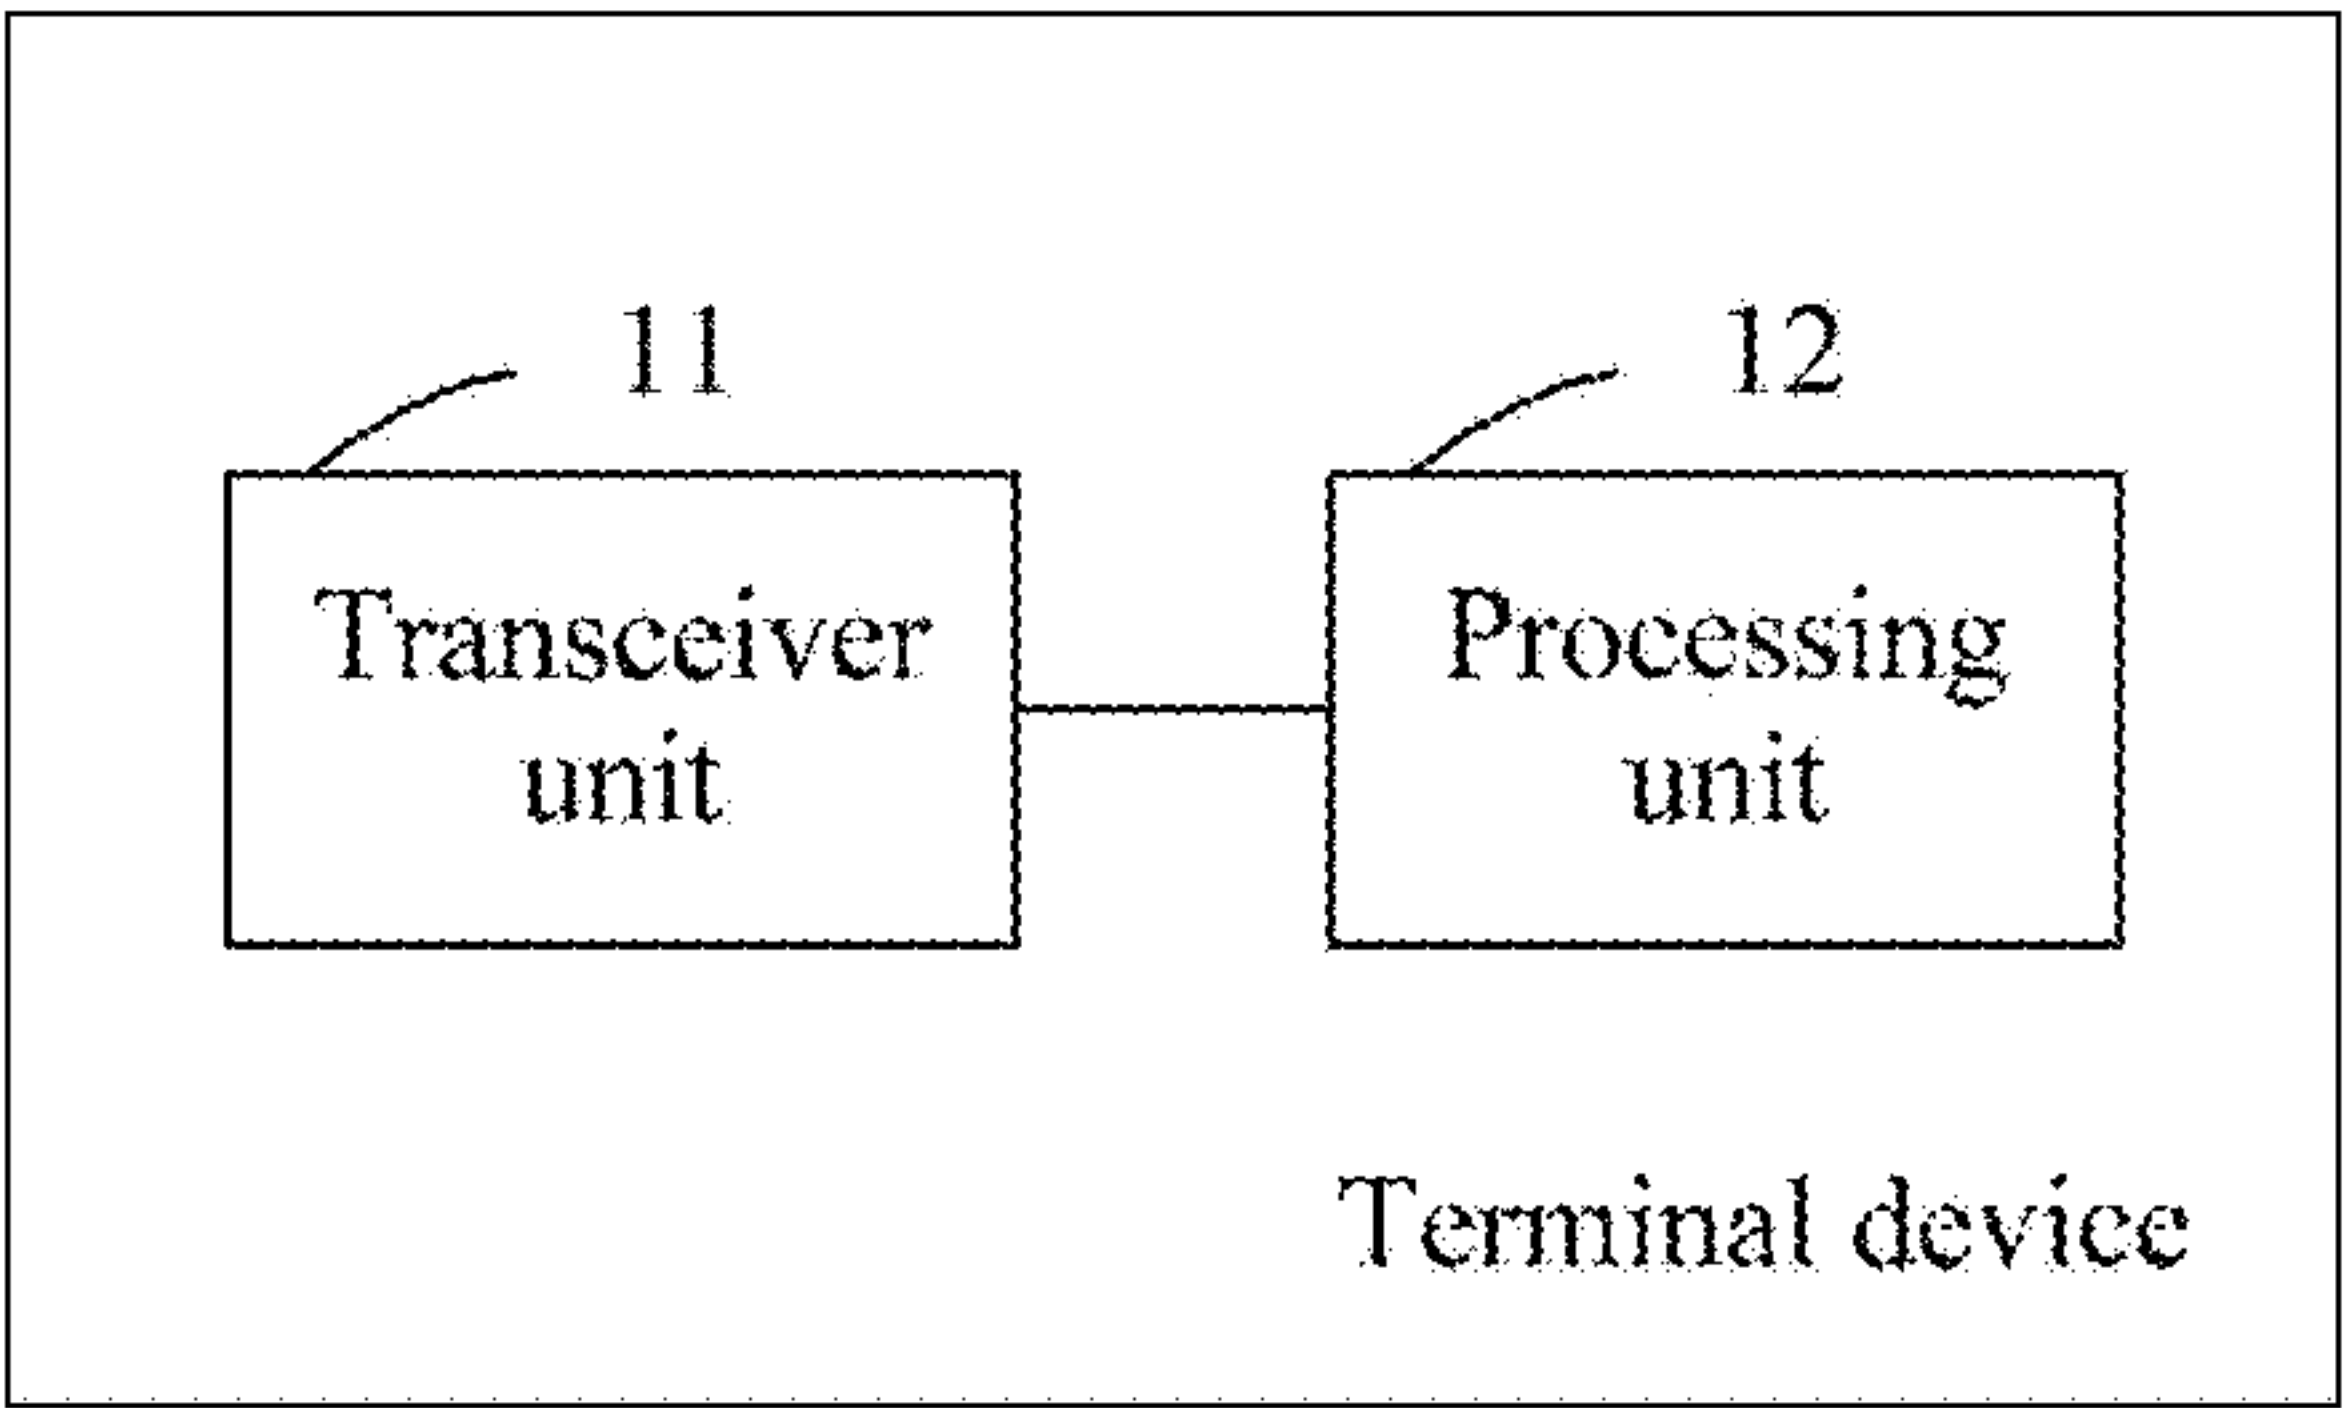 11
12
Transceiver
unit
Processing
unit
Terminal device